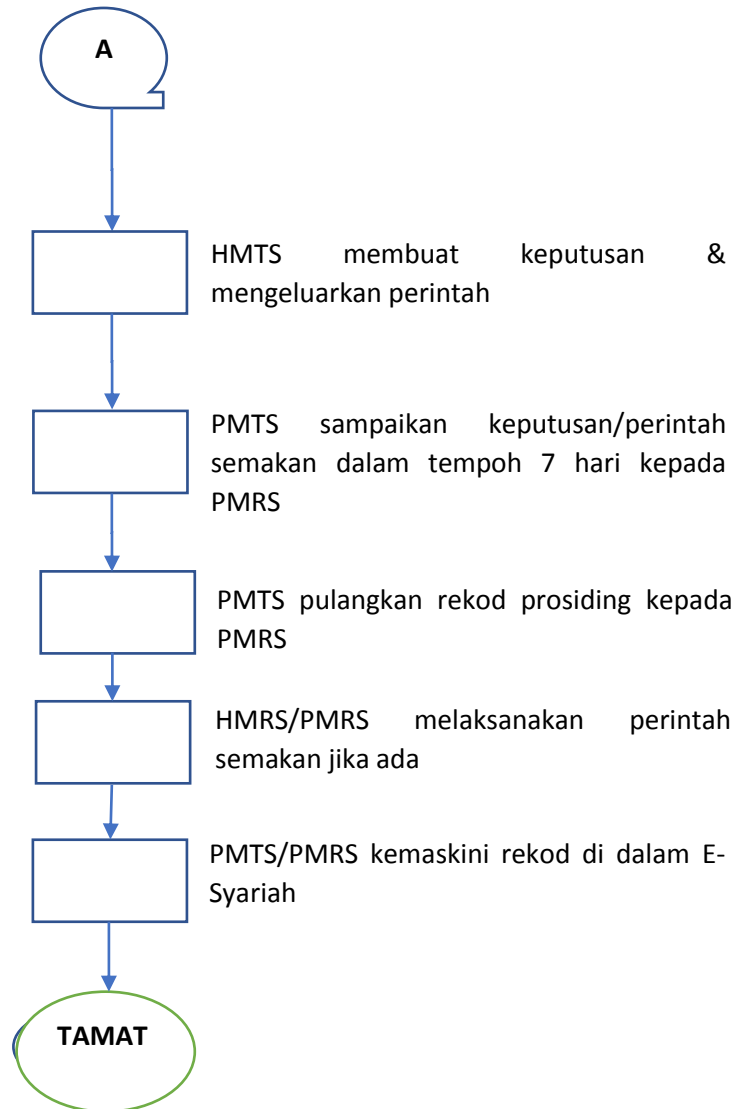 A
HMTS membuat keputusan &
mengeluarkan perintah
PMTS sampaikan keputusan/perintah
semakan dalam tempoh 7 hari kepada
PMRS
PMTS pulangkan rekod prosiding kepada
PMRS
HMRS/PMRS melaksanakan perintah
semakan jika ada
PMTS/PMRS kemaskini rekod di dalam E-
Syariah
TAMAT